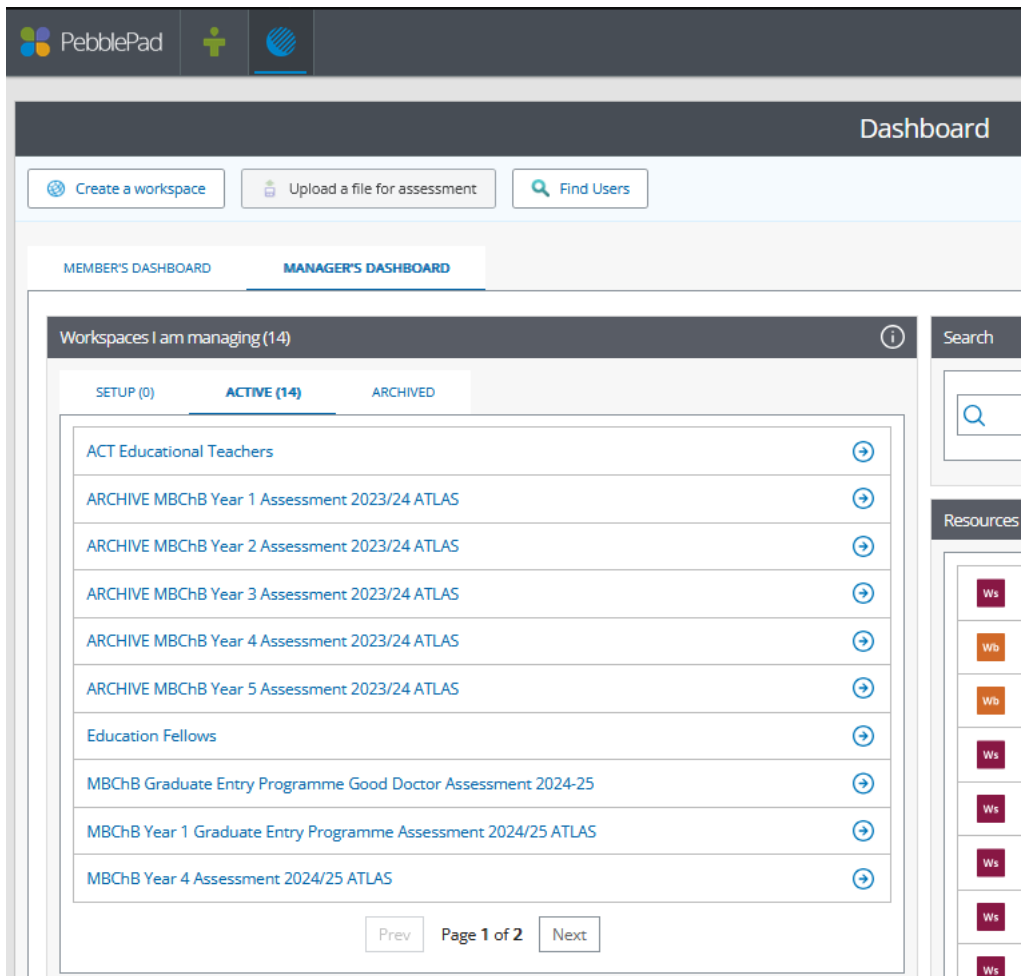 PebblePad
Dashboard
Create a workspace
Upload a file for assessment
Find Users
MEMBER'S DASHBOARD
MANAGER'S DASHBOARD
Workspaces I am managing (14)
SETUP (0)
ACTIVE (14)
ARCHIVED
ACT Educational Teachers
ARCHIVE MBChB Year 1 Assessment 2023/24 ATLAS
ARCHIVE MBChB Year 2 Assessment 2023/24 ATLAS
ARCHIVE MBChB Year 3 Assessment 2023/24 ATLAS
ARCHIVE MBChB Year 4 Assessment 2023/24 ATLAS
ARCHIVE MBChB Year 5 Assessment 2023/24 ATLAS
Education Fellows
MBChB Graduate Entry Programme Good Doctor Assessment 2024-25
MBChB Year 1 Graduate Entry Programme Assessment 2024/25 ATLAS
MBChB Year 4 Assessment 2024/25 ATLAS
Prev
Page 1 of 2
Next
Search
Resources
Ws
Wb
Wb
Ws
Ws
Ws
Ws
Ws